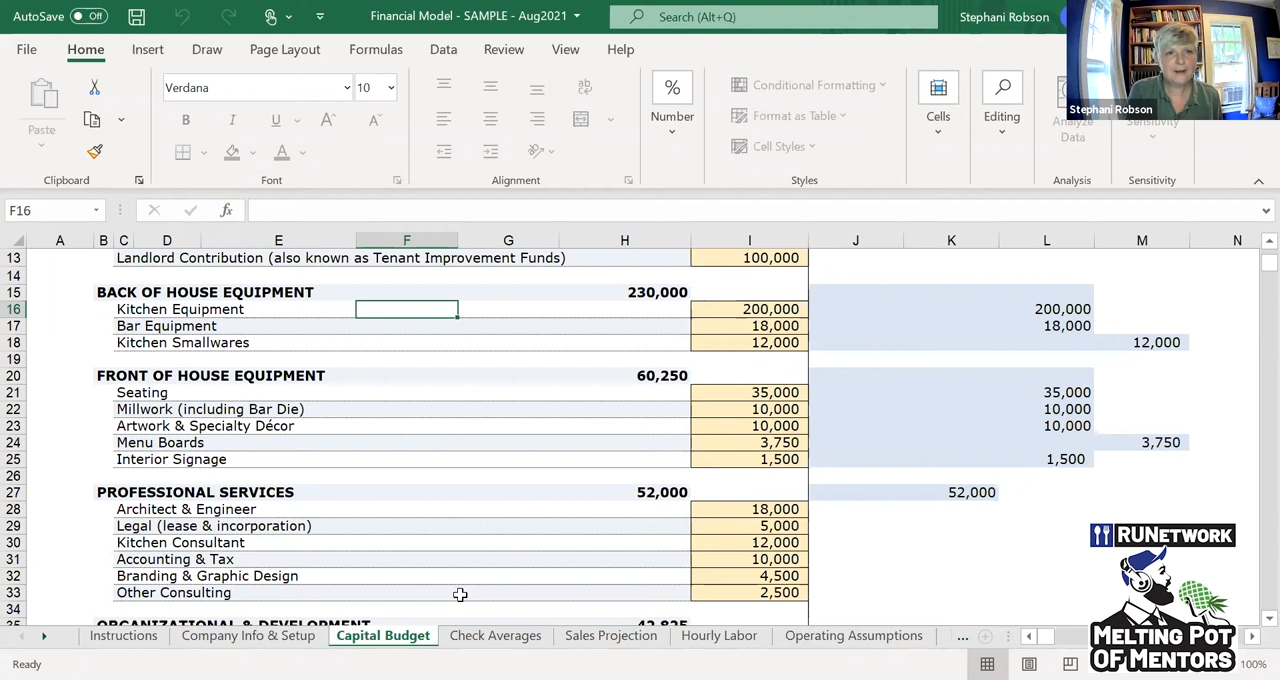 AutoSave Off Financial Model - SAMPLE - Aug2021 Search (Alt+Q) Stephani Robson
File Home Insert Draw Page Layout Formulas Data Review View Help
Stephani Robson
Verdana 10
Paste
Conditional Formatting
Format as Table
Cell Styles
Number Cells Editing Analyze Data Sensitivity
Clipboard Font Alignment Styles Analysis Sensitivity
F16 fx
A B C D E F G H I J K L M N
13 Landlord Contribution (also known as Tenant Improvement Funds) 100,000
14
15 BACK OF HOUSE EQUIPMENT 230,000
16 Kitchen Equipment 200,000 200,000
17 Bar Equipment 18,000 18,000
18 Kitchen Smallwares 12,000 12,000
19
20 FRONT OF HOUSE EQUIPMENT 60,250
21 Seating 35,000 35,000
22 Millwork (including Bar Die) 10,000 10,000
23 Artwork & Specialty Décor 10,000 10,000
24 Menu Boards 3,750 3,750
25 Interior Signage 1,500 1,500
26
27 PROFESSIONAL SERVICES 52,000 52,000
28 Architect & Engineer 18,000
29 Legal (lease & incorporation) 5,000
30 Kitchen Consultant 12,000
31 Accounting & Tax 10,000
32 Branding & Graphic Design 4,500
33 Other Consulting 2,500
34
35 ORGANIZATIONAL & DEVELOPMENT 42,825
RUNETWORK
MELTING POT
OF MENTORS
Instructions Company Info & Setup Capital Budget Check Averages Sales Projection Hourly Labor Operating Assumptions ...
Ready 100%